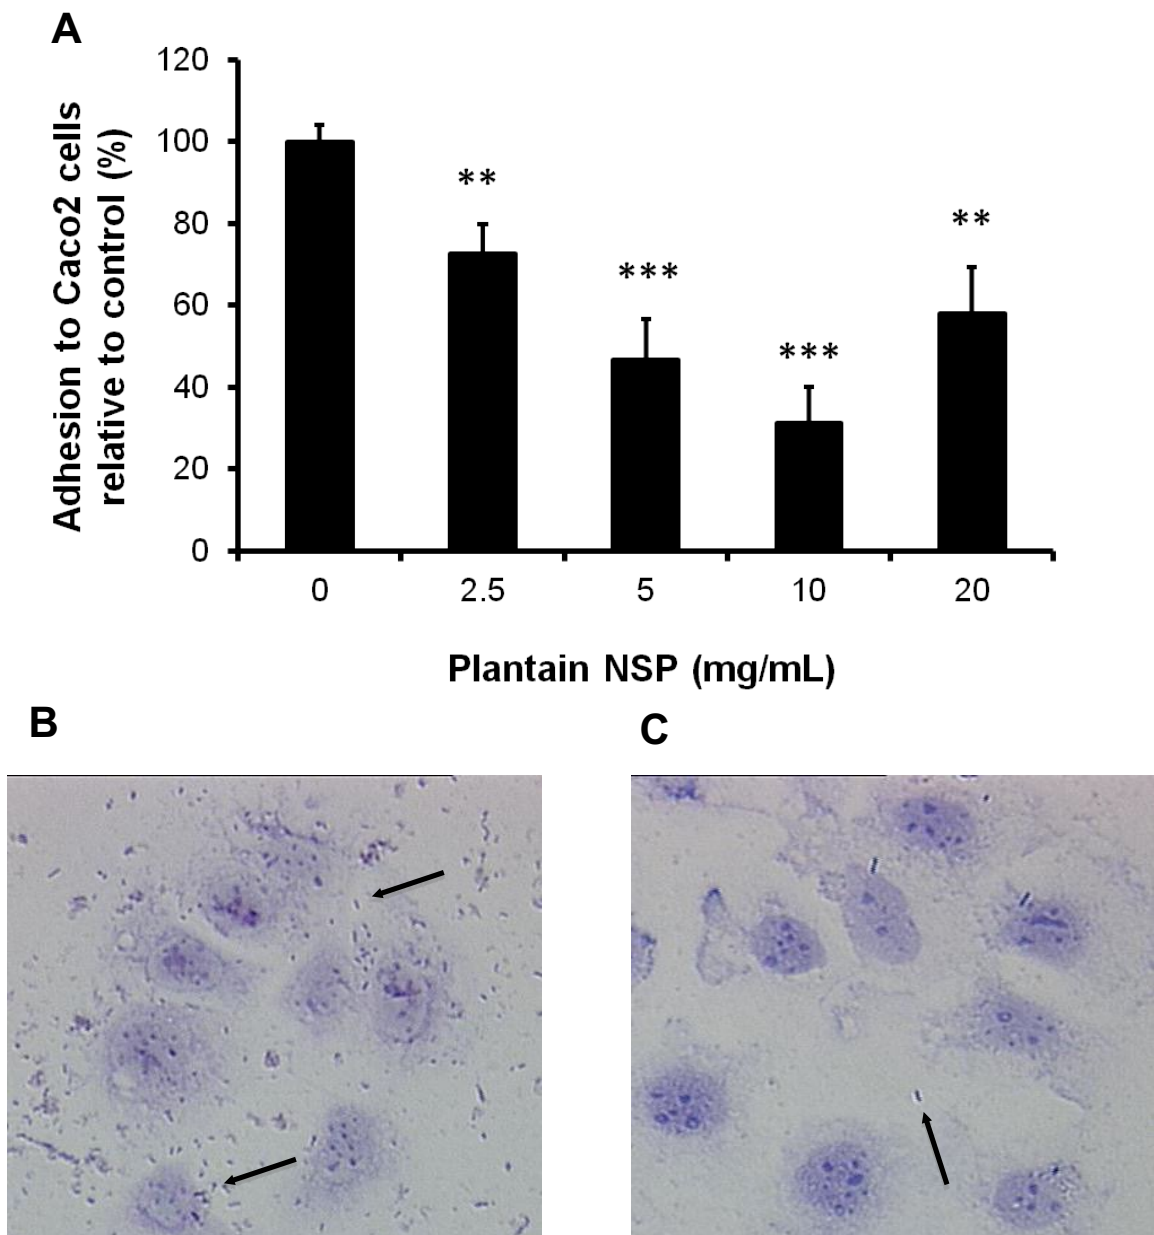 A
120
100
80
60
40
20
0
Adhesion to Caco2 cells
relative to control (%)
**
***
***
**
0 2.5 5 10 20
Plantain NSP (mg/mL)
B C